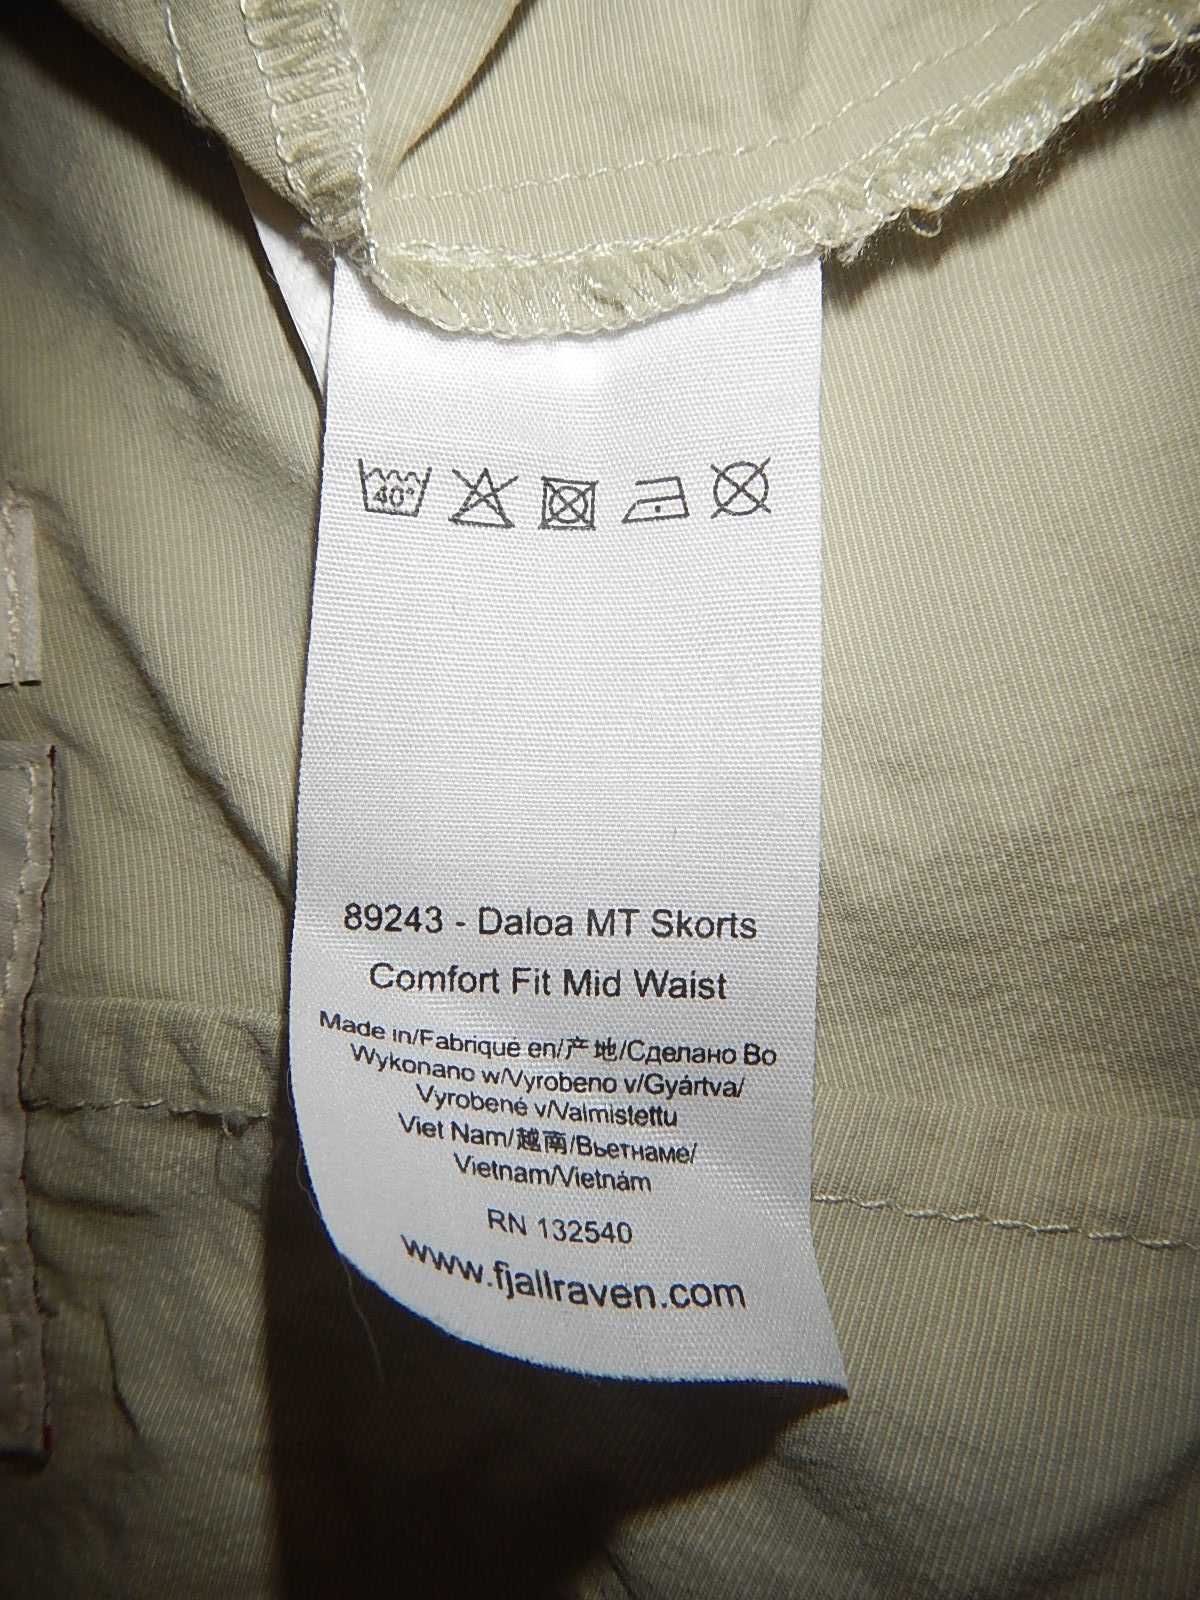 40°
89243 - Daloa MT Skorts
Comfort Fit Mid Waist
Made in/Fabrique en/产 地/Сделано Во
Wykonano w/Vyrobeno v/Gyártva/
Vyrobené v/Valmistettu
Viet Nam/越南/Вьетнаме/
Vietnam/Vietnám
RN 132540
www.fjallraven.com